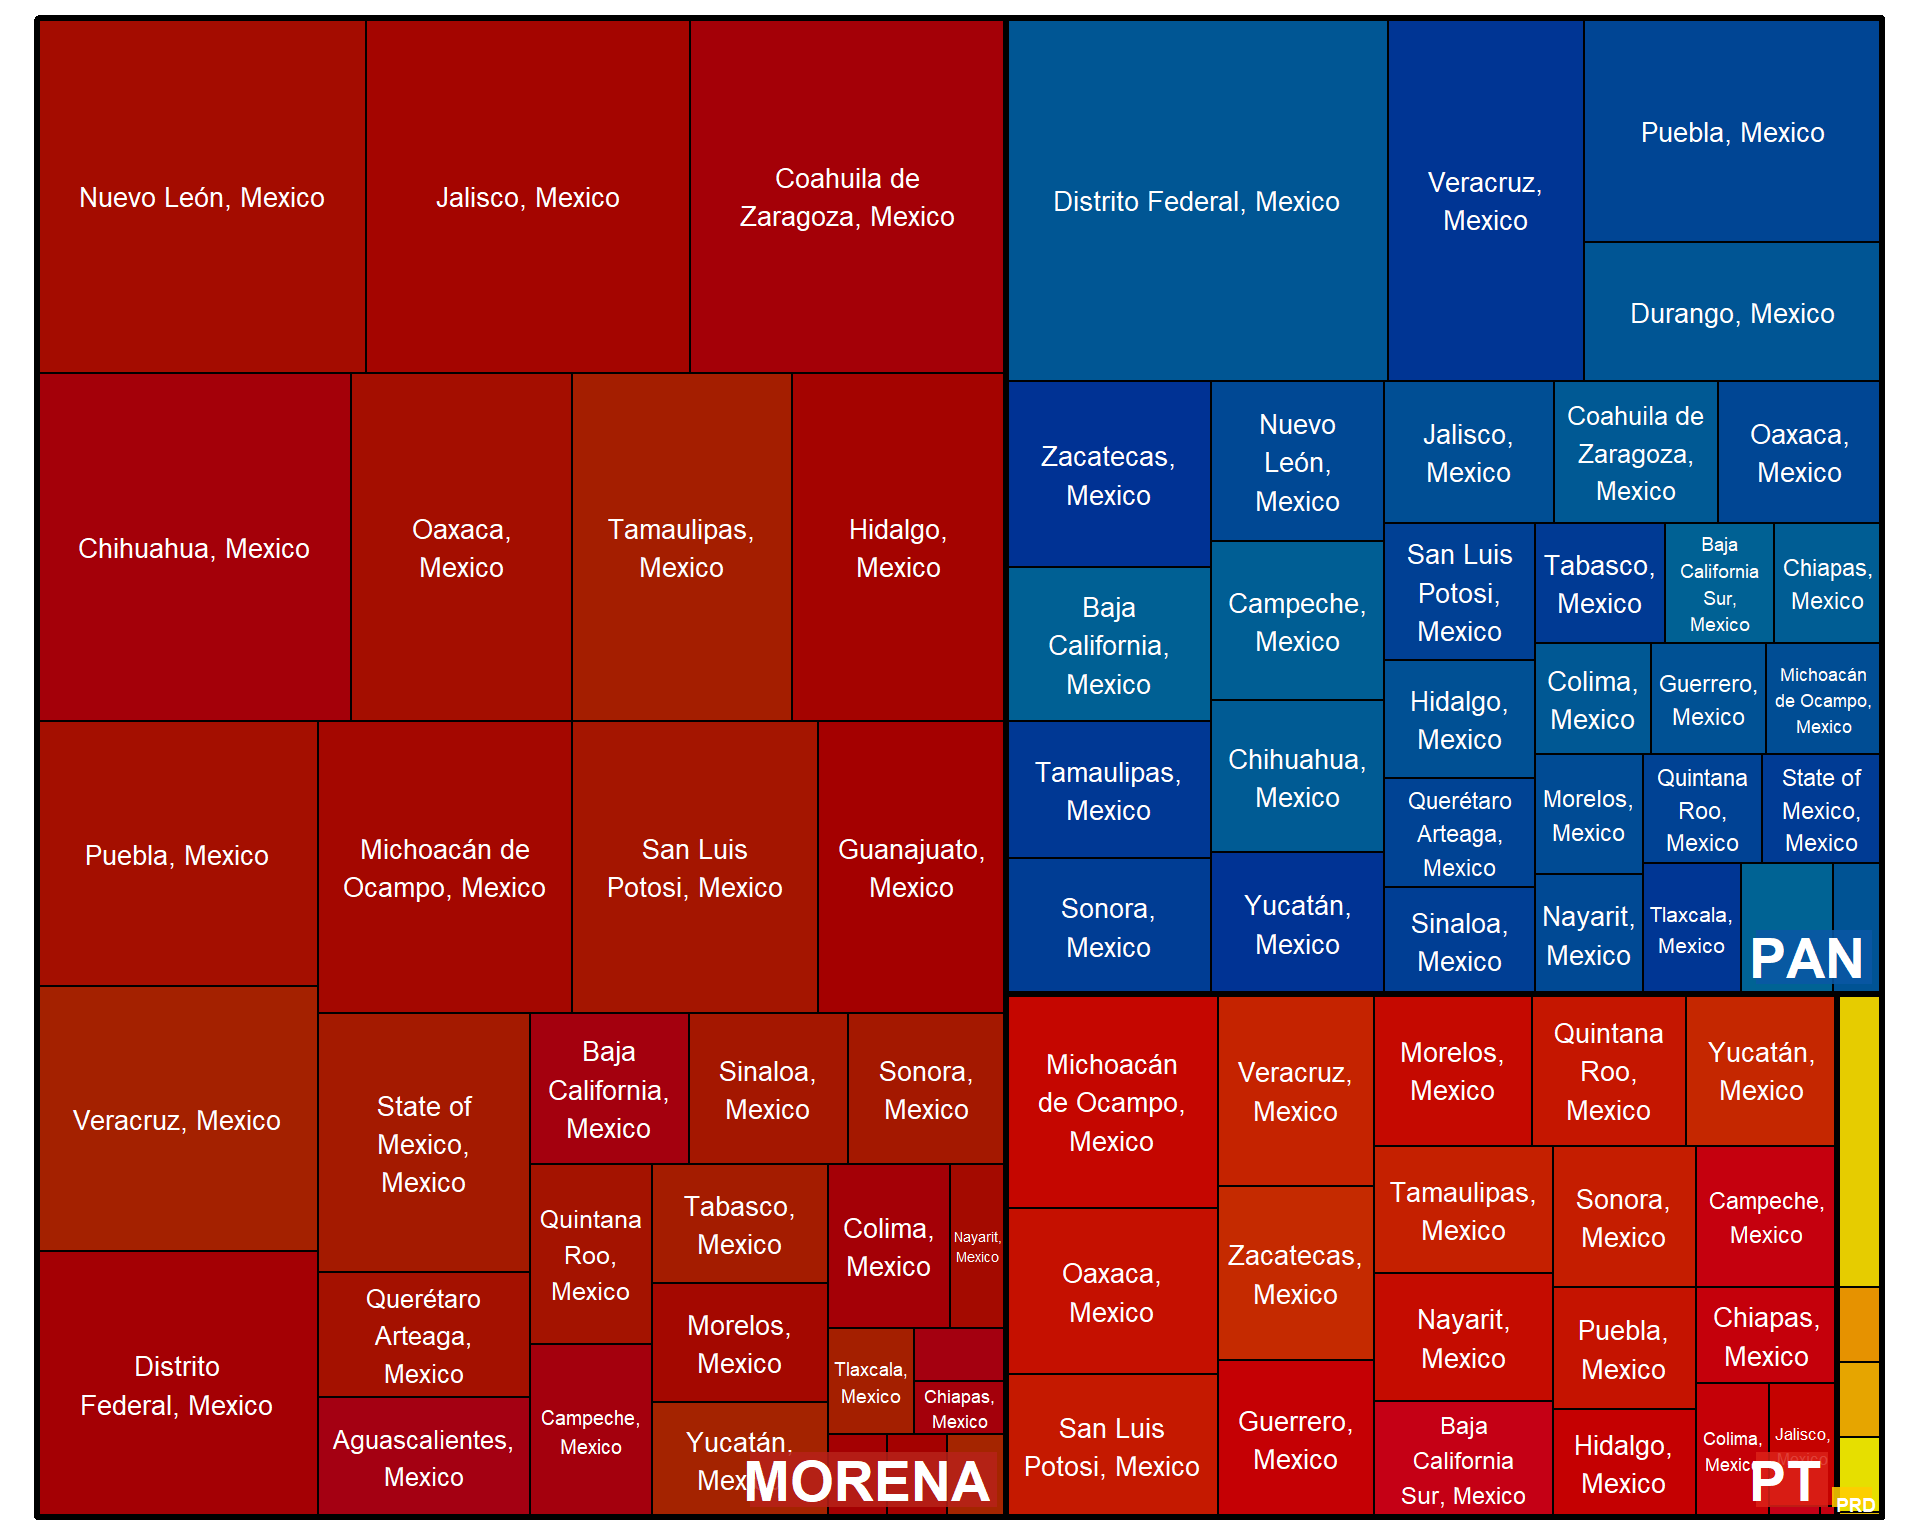 Nuevo León, Mexico
Jalisco, Mexico
Coahuila de
Zaragoza, Mexico
Chihuahua, Mexico
Oaxaca,
Mexico
Tamaulipas,
Mexico
Hidalgo,
Mexico
Puebla, Mexico
Michoacán de
Ocampo, Mexico
San Luis
Potosi, Mexico
Guanajuato,
Mexico
Veracruz, Mexico
State of
Mexico,
Mexico
Baja
California,
Mexico
Sinaloa,
Mexico
Sonora,
Mexico
Distrito
Federal, Mexico
Querétaro
Arteaga,
Mexico
Aguascalientes,
Mexico
Quintana
Roo,
Mexico
Campeche,
Mexico
Tabasco,
Mexico
Morelos,
Mexico
Yucatán,
Mexico
Colima,
Mexico
Nayarit,
Mexico
Tlaxcala,
Mexico
Chiapas,
Mexico
MORENA
Distrito Federal, Mexico
Veracruz,
Mexico
Puebla, Mexico
Durango, Mexico
Zacatecas,
Mexico
Baja
California,
Mexico
Tamaulipas,
Mexico
Sonora,
Mexico
Nuevo
León,
Mexico
Campeche,
Mexico
Chihuahua,
Mexico
Yucatán,
Mexico
Jalisco,
Mexico
Coahuila de
Zaragoza,
Mexico
Oaxaca,
Mexico
San Luis
Potosi,
Mexico
Hidalgo,
Mexico
Querétaro
Arteaga,
Mexico
Sinaloa,
Mexico
Tabasco,
Mexico
Baja
California
Sur,
Mexico
Chiapas,
Mexico
Colima,
Mexico
Guerrero,
Mexico
Michoacán
de Ocampo,
Mexico
Morelos,
Mexico
Quintana
Roo,
Mexico
State of
Mexico,
Mexico
Nayarit,
Mexico
Tlaxcala,
Mexico
PAN
Michoacán
de Ocampo,
Mexico
Oaxaca,
Mexico
San Luis
Potosi, Mexico
Veracruz,
Mexico
Zacatecas,
Mexico
Guerrero,
Mexico
Morelos,
Mexico
Quintana
Roo,
Mexico
Yucatán,
Mexico
Tamaulipas,
Mexico
Sonora,
Mexico
Campeche,
Mexico
Nayarit,
Mexico
Puebla,
Mexico
Chiapas,
Mexico
Baja
California
Sur, Mexico
Hidalgo,
Mexico
Colima,
Mexico
Jalisco,
Mexico
PT
PRD